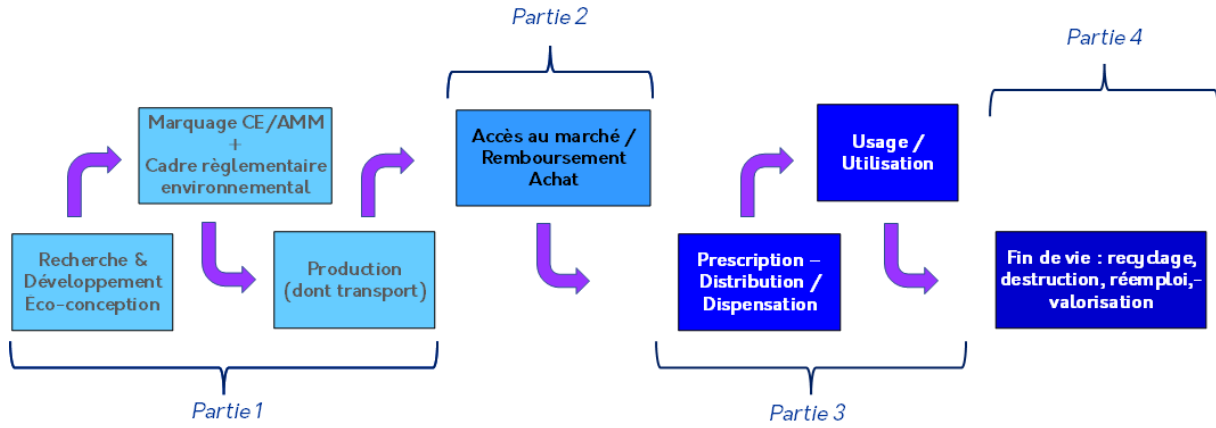 Partie 2
Partie 4
Marquage CE/AMM
+
Cadre règlementaire
environnemental
Accès au marché /
Remboursement
Achat
Usage /
Utilisation
Recherche &
Développement
Eco-conception
Production
(dont transport)
Prescription –
Distribution /
Dispensation
Fin de vie : recyclage,
destruction, réemploi,-
valorisation
Partie 1
Partie 3